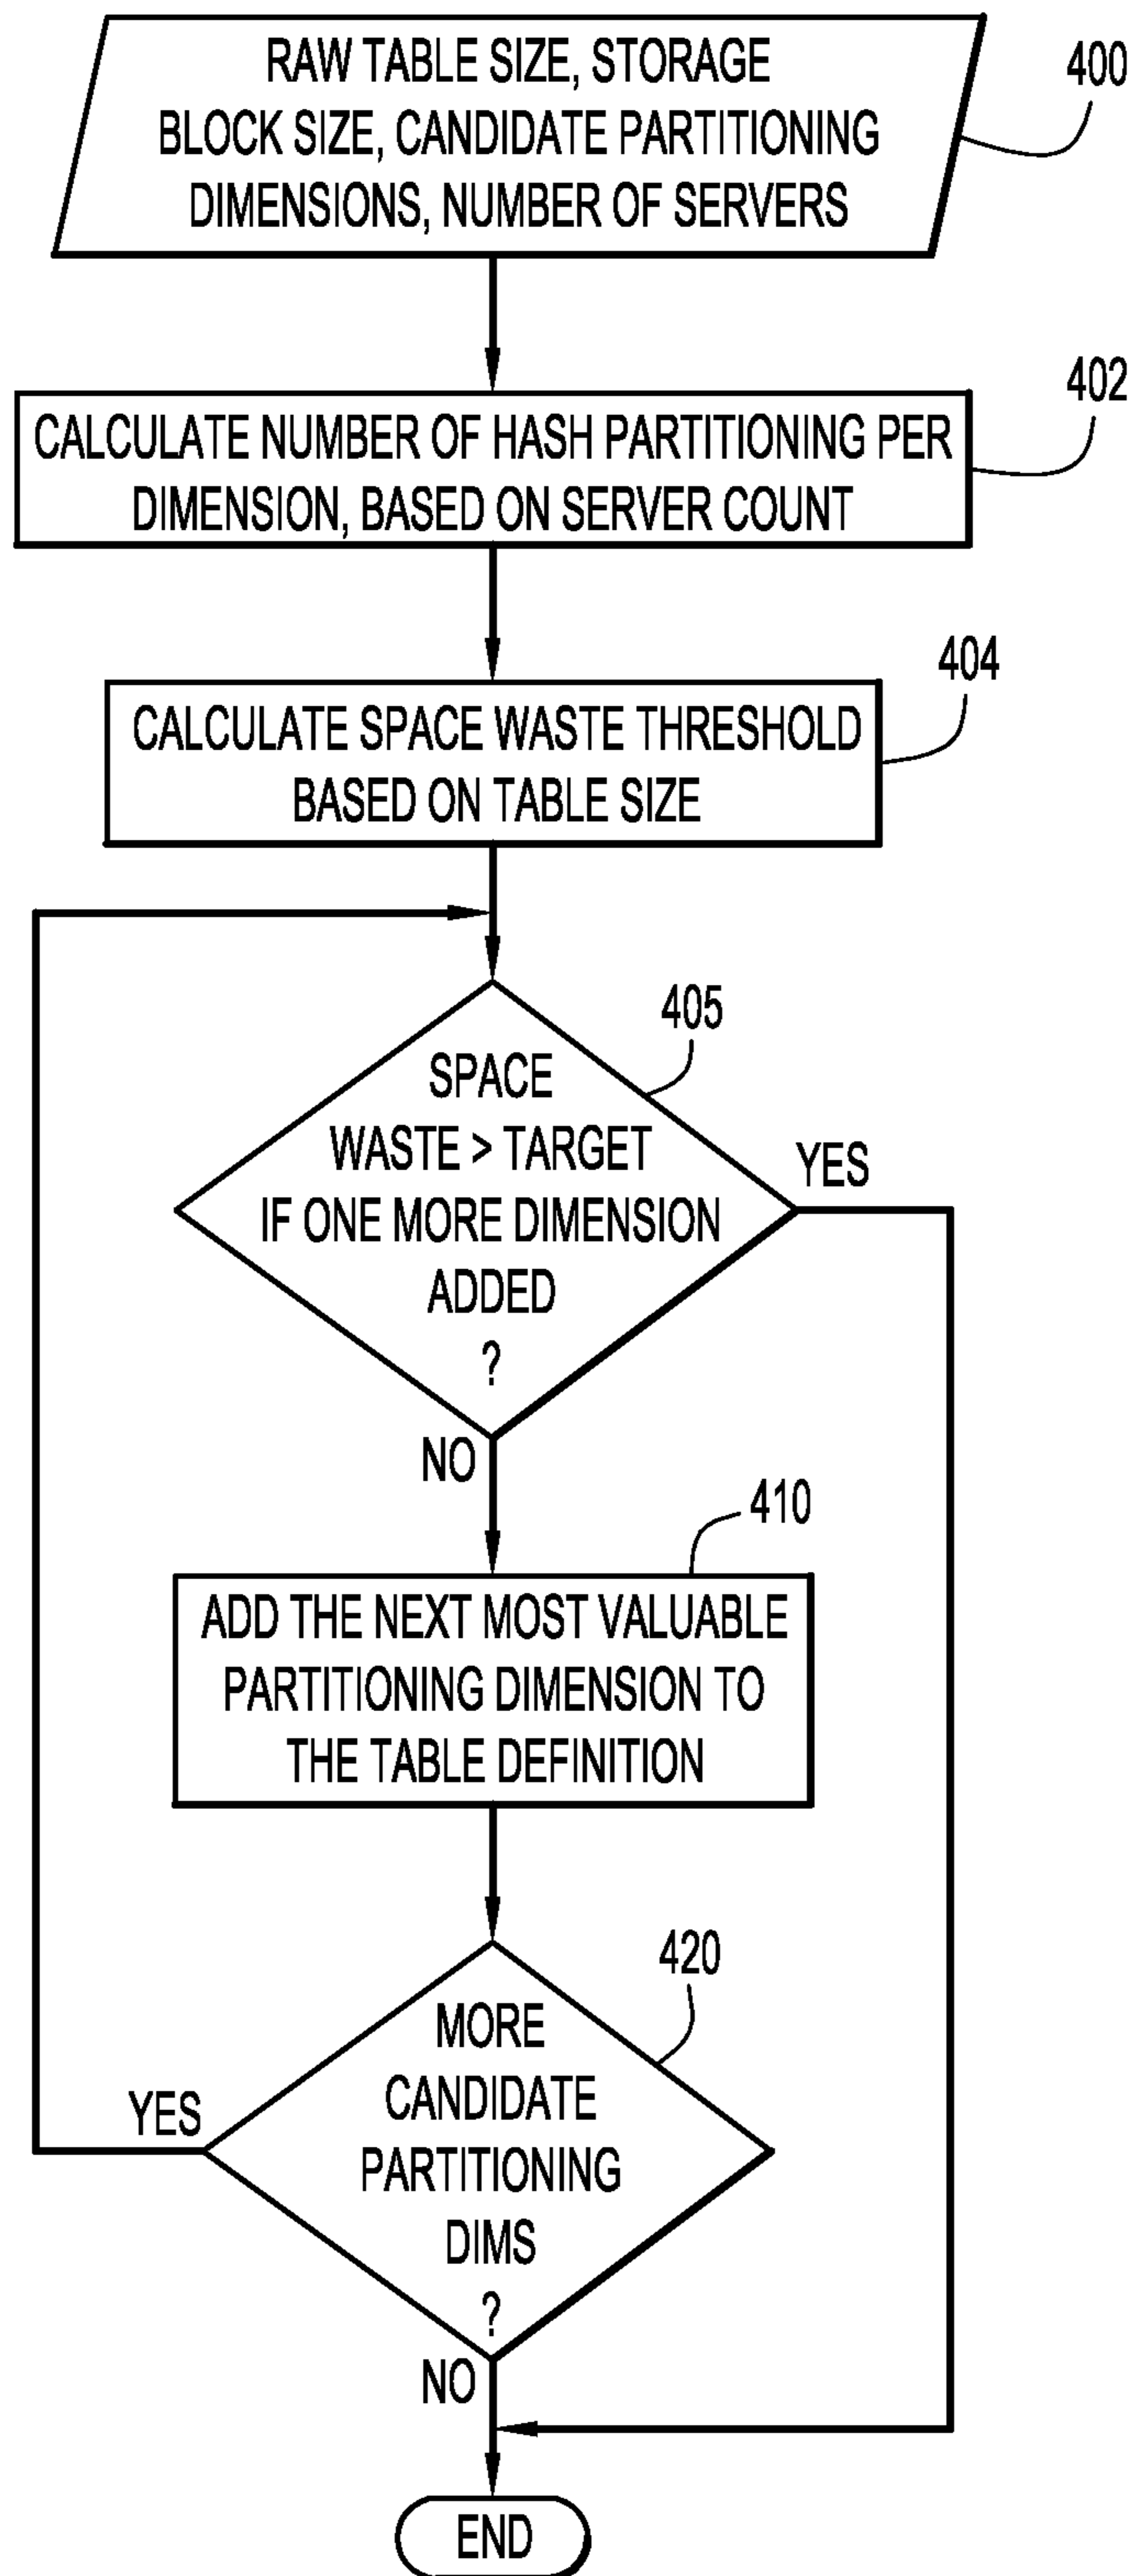 RAW TABLE SIZE, STORAGE
BLOCK SIZE, CANDIDATE PARTITIONING
DIMENSIONS, NUMBER OF SERVERS
400
CALCULATE NUMBER OF HASH PARTITIONING PER
DIMENSION, BASED ON SERVER COUNT
402
CALCULATE SPACE WASTE THRESHOLD
BASED ON TABLE SIZE
404
SPACE
WASTE > TARGET
IF ONE MORE DIMENSION
ADDED
?
405
YES
NO
ADD THE NEXT MOST VALUABLE
PARTITIONING DIMENSION TO
THE TABLE DEFINITION
410
MORE
CANDIDATE
PARTITIONING
DIMS
?
420
YES
NO
END